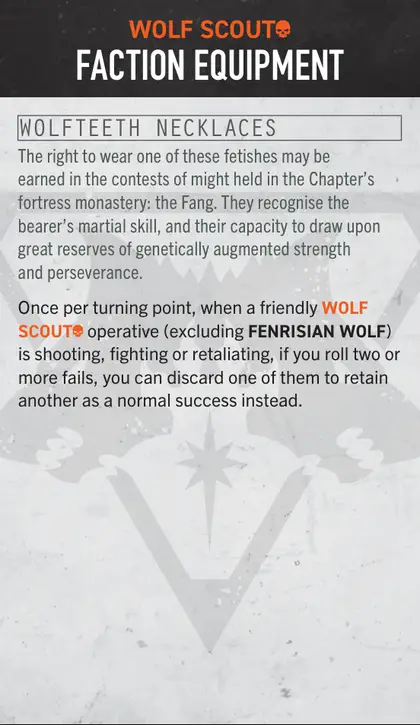 WOLF SCOUT
FACTION EQUIPMENT
WOLFTEETH NECKLACES
The right to wear one of these fetishes may be
earned in the contests of might held in the Chapter's
fortress monastery: the Fang. They recognise the
bearer's martial skill, and their capacity to draw upon
great reserves of genetically augmented strength
and perseverance.
Once per turning point, when a friendly WOLF
SCOUT operative (excluding FENRISIAN WOLF)
is shooting, fighting or retaliating, if you roll two or
more fails, you can discard one of them to retain
another as a normal success instead.